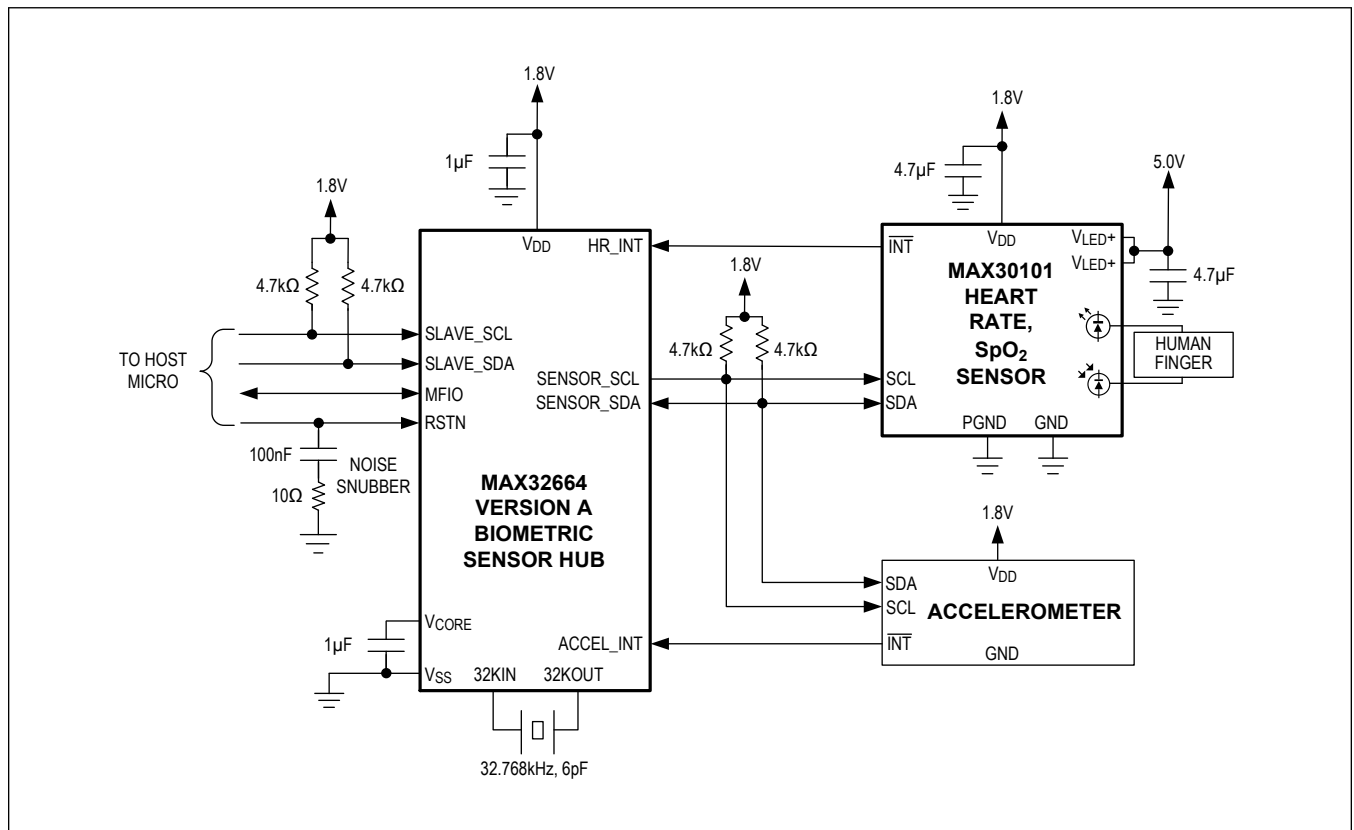 1.8V
1µF
1.8V
4.7kΩ
4.7kΩ
TO HOST
MICRO
100nF
10Ω
NOISE
SNUBBER
VDD
HR_INT
SLAVE_SCL
SLAVE_SDA
MFIO
RSTN
SENSOR_SCL
SENSOR_SDA
MAX32664
VERSION A
BIOMETRIC
SENSOR HUB
VCORE
1µF
VSS
32KIN
32KOUT
ACCEL_INT
32.768kHz, 6pF
1.8V
4.7kΩ
4.7kΩ
1.8V
4.7µF
5.0V
4.7µF
INT
VDD
VLED+
VLED+
MAX30101
HEART
RATE,
SpO2
SENSOR
HUMAN
FINGER
SCL
SDA
PGND
GND
1.8V
VDD
SDA
SCL
ACCELEROMETER
INT
GND